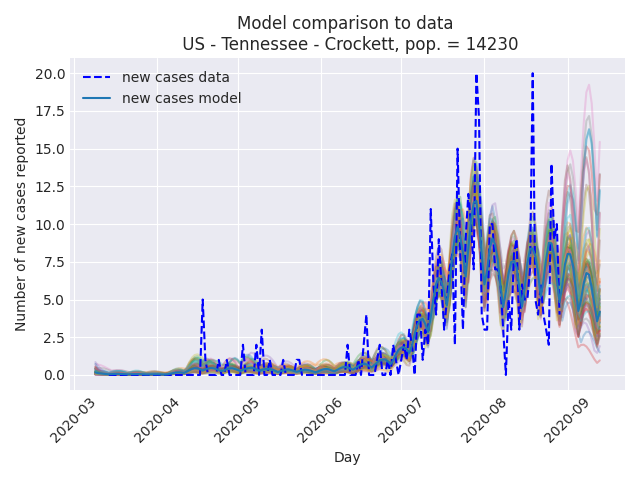 Model comparison to data
US - Tennessee - Crockett, pop. = 14230
new cases data
new cases model
Number of new cases reported
20.0
17.5
15.0
12.5
10.0
7.5
5.0
2.5
0.0
2020-03
2020-04
2020-05
2020-06
2020-07
2020-08
2020-09
Day